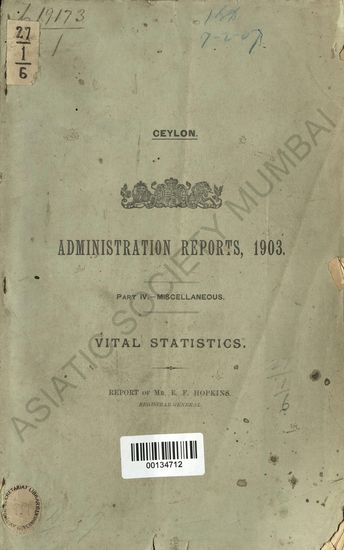 19173
1
27
1
6
CEYLON.
ADMINISTRATION REPORTS, 1903.
PART IV.—MISCELLANEOUS.
VITAL STATISTICS.
REPORT OF MR. E. F. HOPKINS,
REGISTRAR-GENERAL.
ASIATIC SOCIETY MUMBAI
00134712